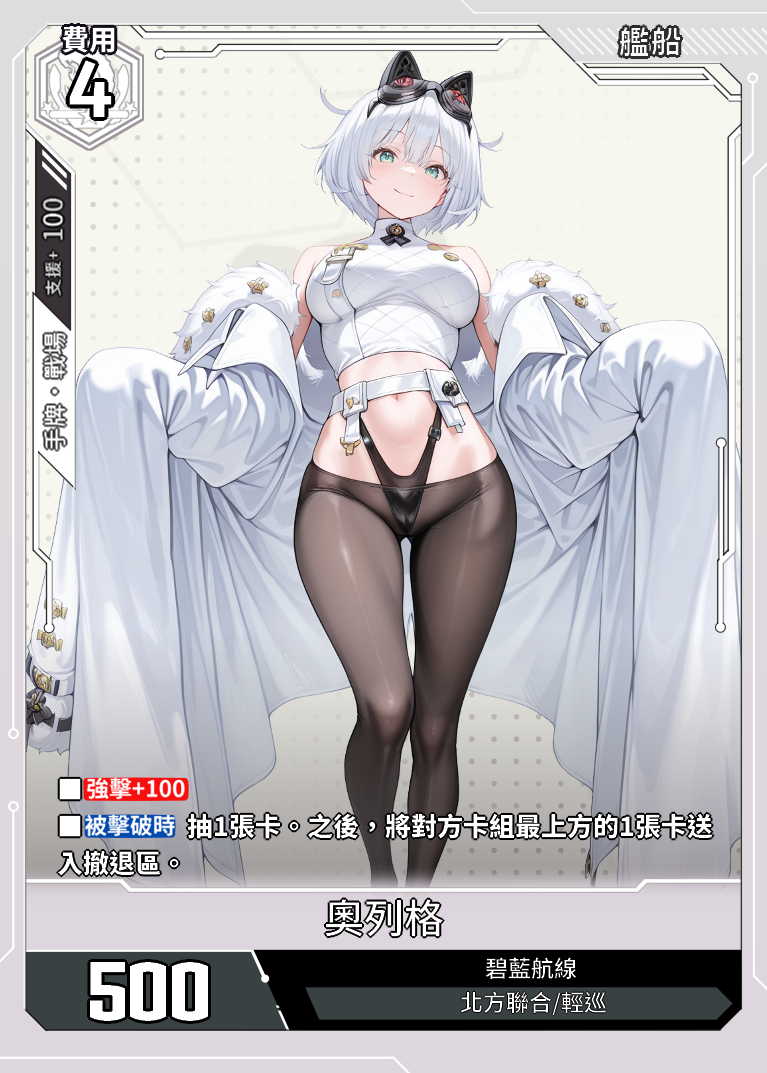 費用
4
艦船
支援+ 100
手牌・戰場
強擊+100
被擊破時 抽1張卡。之後,將對方卡組最上方的1張卡送
入撤退區。
奧列格
500
碧藍航線
北方聯合/輕巡